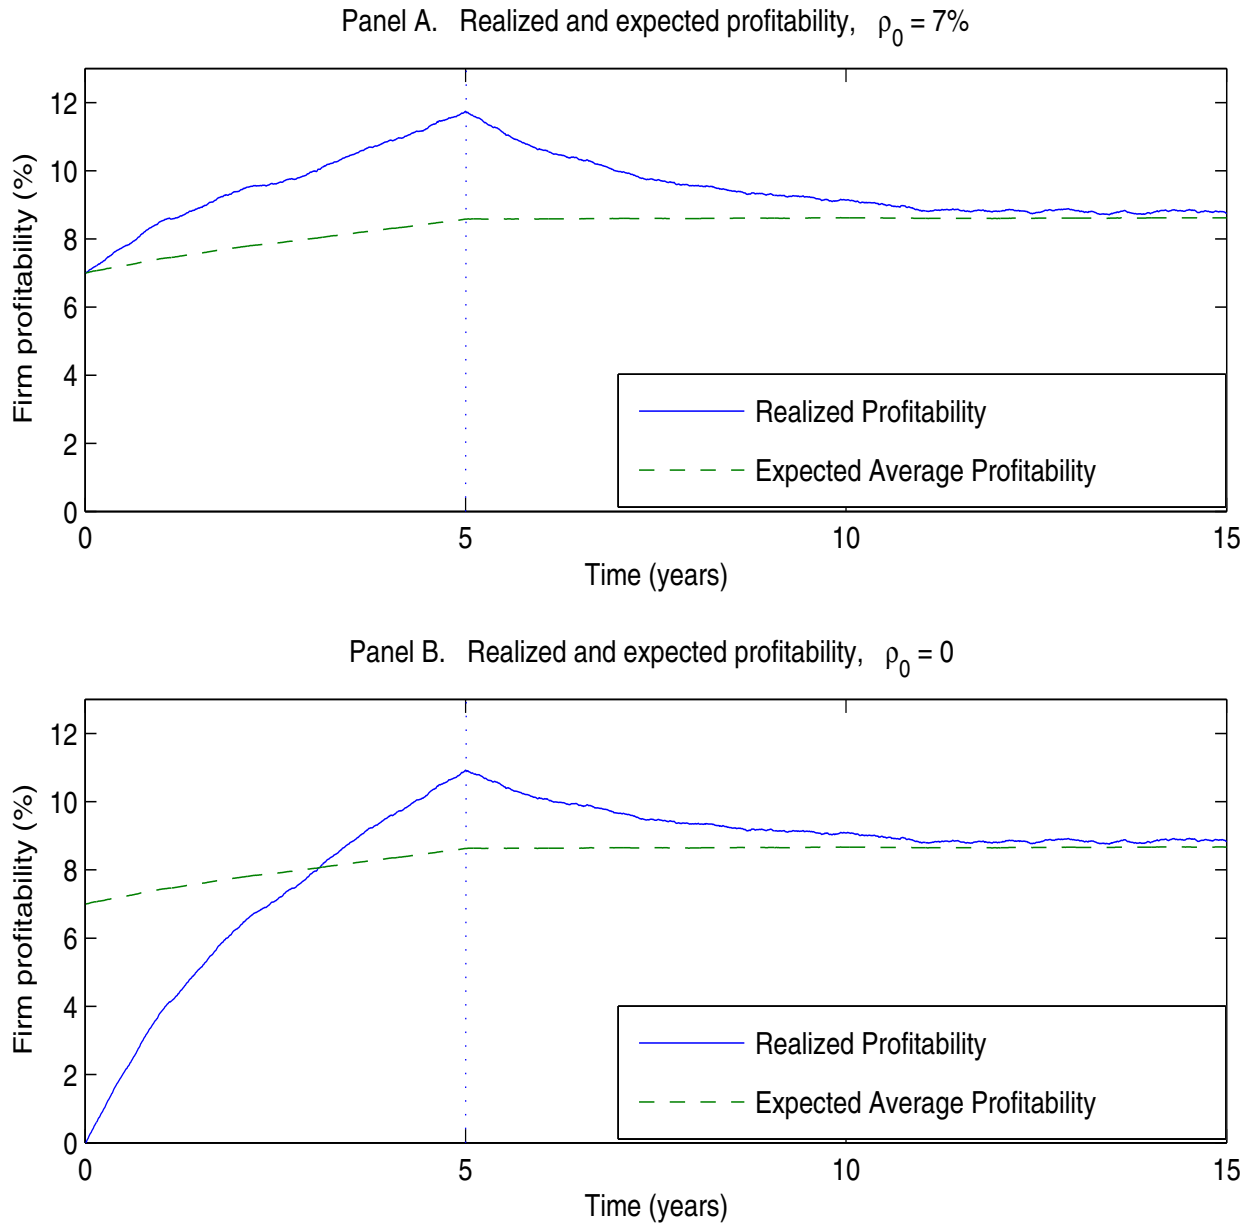 Panel A. Realized and expected profitability, ρ0 = 7%
Firm profitability (%)
12
10
8
6
4
2
0
Realized Profitability
Expected Average Profitability
0 5 10 15
Time (years)
Panel B. Realized and expected profitability, ρ0 = 0
Firm profitability (%)
12
10
8
6
4
2
0
Realized Profitability
Expected Average Profitability
0 5 10 15
Time (years)